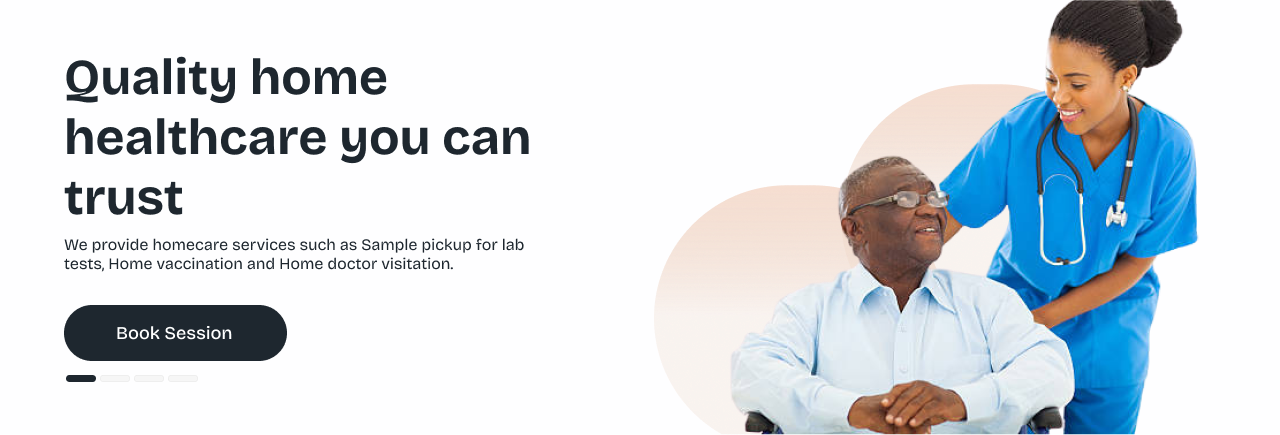 Quality home
healthcare you can
trust
We provide homecare services such as Sample pickup for lab
tests, Home vaccination and Home doctor visitation.
Book Session